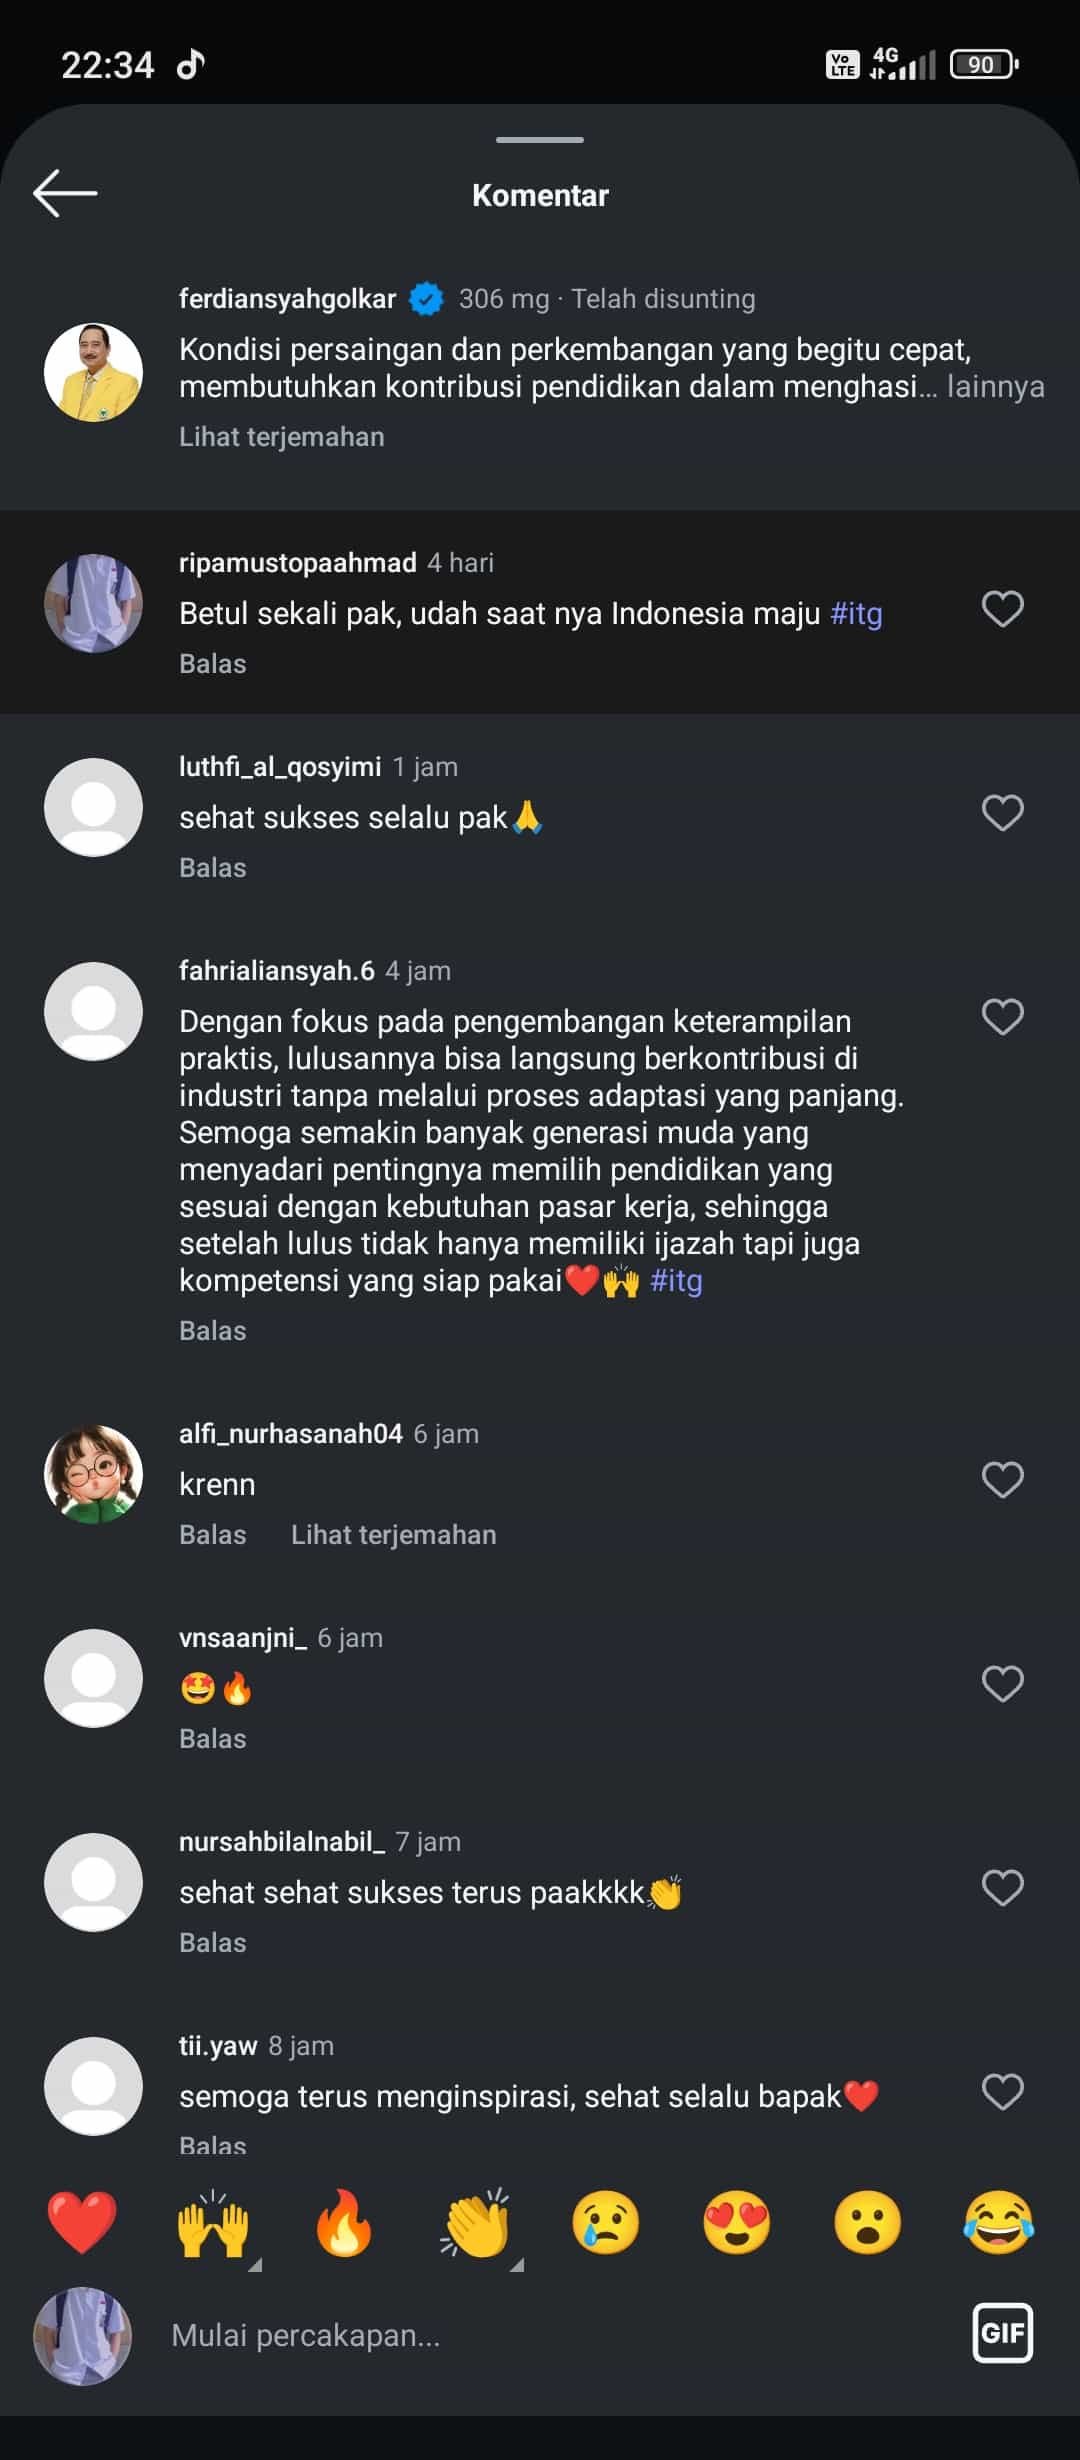 22:34
Vo LTE 4G 90
Komentar
ferdiansyahgolkar 306 mg · Telah disunting
Kondisi persaingan dan perkembangan yang begitu cepat,
membutuhkan kontribusi pendidikan dalam menghasi... lainnya
Lihat terjemahan
ripamustopaahmad 4 hari
Betul sekali pak, udah saat nya Indonesia maju #itg
Balas
luthfi_al_qosyimi 1 jam
sehat sukses selalu pak🙏
Balas
fahrialiansyah.6 4 jam
Dengan fokus pada pengembangan keterampilan
praktis, lulusannya bisa langsung berkontribusi di
industri tanpa melalui proses adaptasi yang panjang.
Semoga semakin banyak generasi muda yang
menyadari pentingnya memilih pendidikan yang
sesuai dengan kebutuhan pasar kerja, sehingga
setelah lulus tidak hanya memiliki ijazah tapi juga
kompetensi yang siap pakai❤️🙌 #itg
Balas
alfi_nurhasanah04 6 jam
krenn
Balas Lihat terjemahan
vnsaanjni_ 6 jam
🤩🔥
Balas
nursahbilalnabil_ 7 jam
sehat sehat sukses terus paakkkk👏
Balas
tii.yaw 8 jam
semoga terus menginspirasi, sehat selalu bapak❤️
Balas
❤️🙌🔥👏😢😍😮😂
Mulai percakapan...
GIF